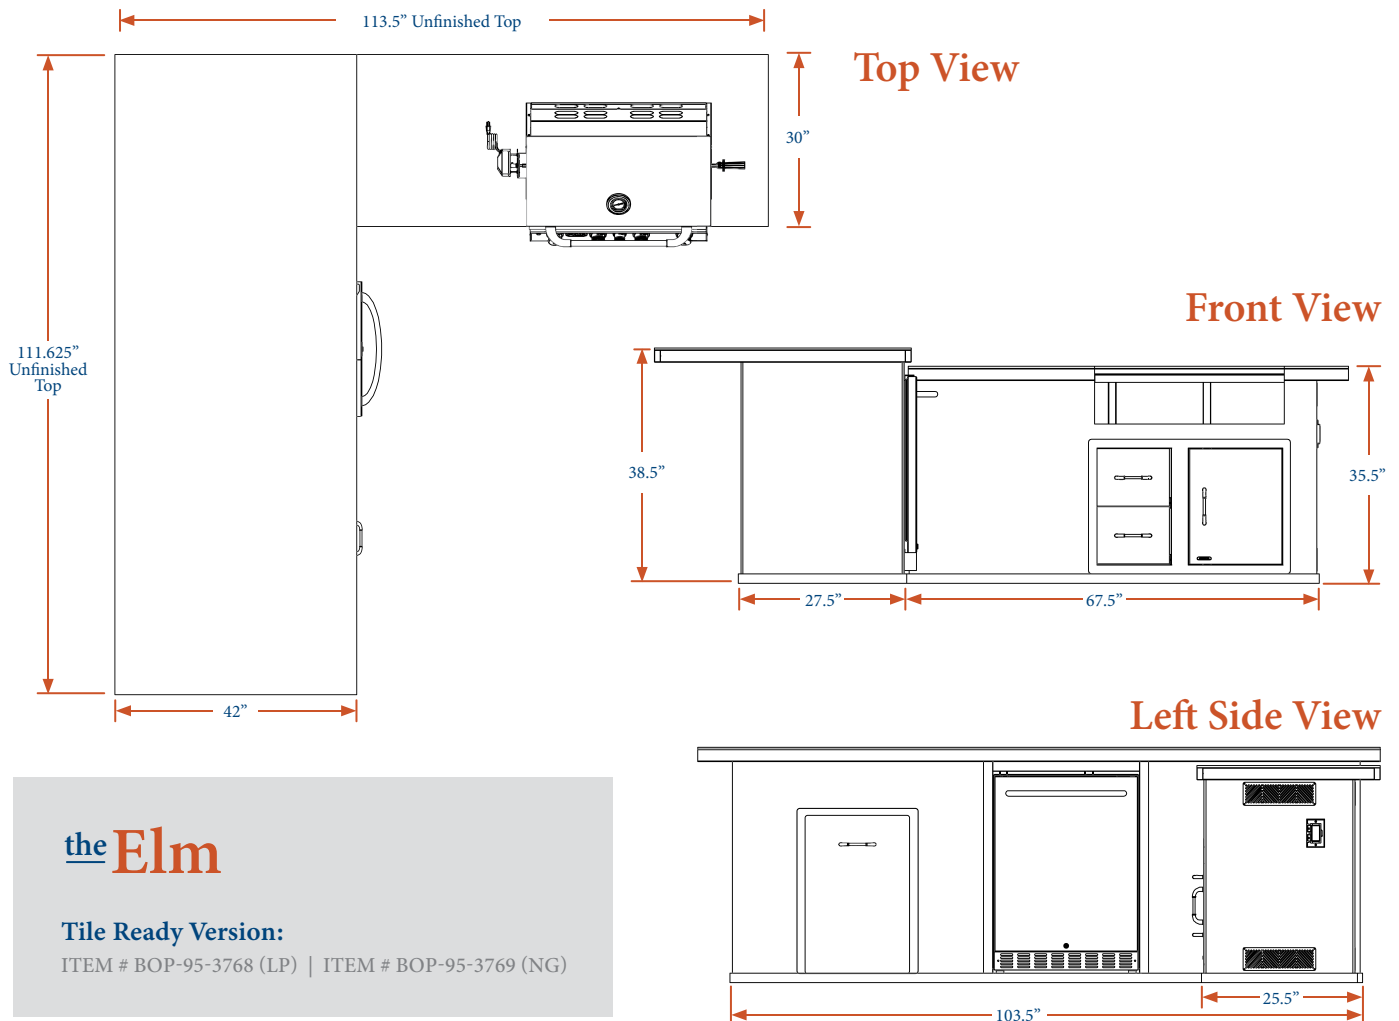 113.5” Unfinished Top
Top View
30”
111.625”
Unfinished
Top
42”
Front View
38.5”
35.5”
27.5”
67.5”
Left Side View
25.5”
103.5”
the Elm
Tile Ready Version:
ITEM # BOP-95-3768 (LP) | ITEM # BOP-95-3769 (NG)